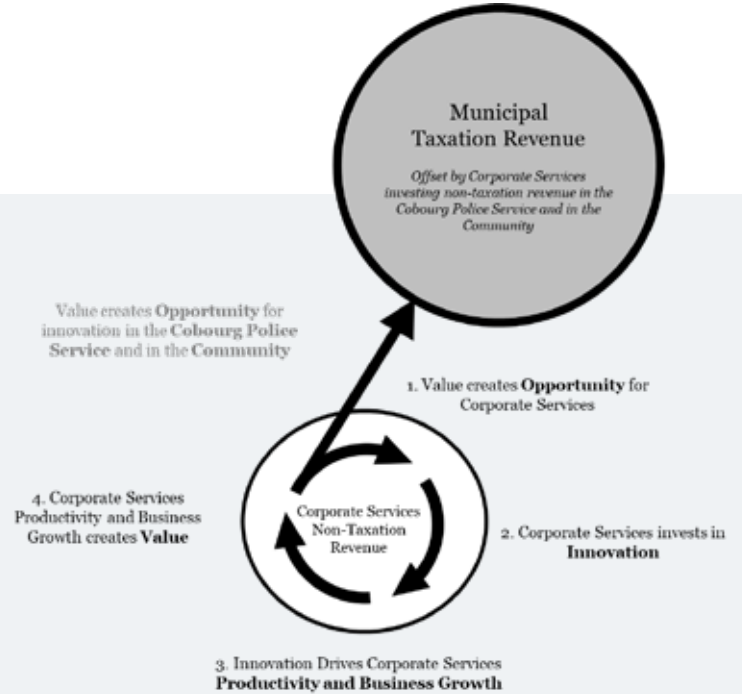 Municipal
Taxation Revenue
Offset by Corporate Services
investing non-taxation revenue in the
Cobourg Police Service and in the
Community
Value creates Opportunity for
innovation in the Cobourg Police
Service and in the Community
1. Value creates Opportunity for
Corporate Services
4. Corporate Services
Productivity and Business
Growth creates Value
Corporate Services
Non-Taxation
Revenue
2. Corporate Services invests in
Innovation
3. Innovation Drives Corporate Services
Productivity and Business Growth